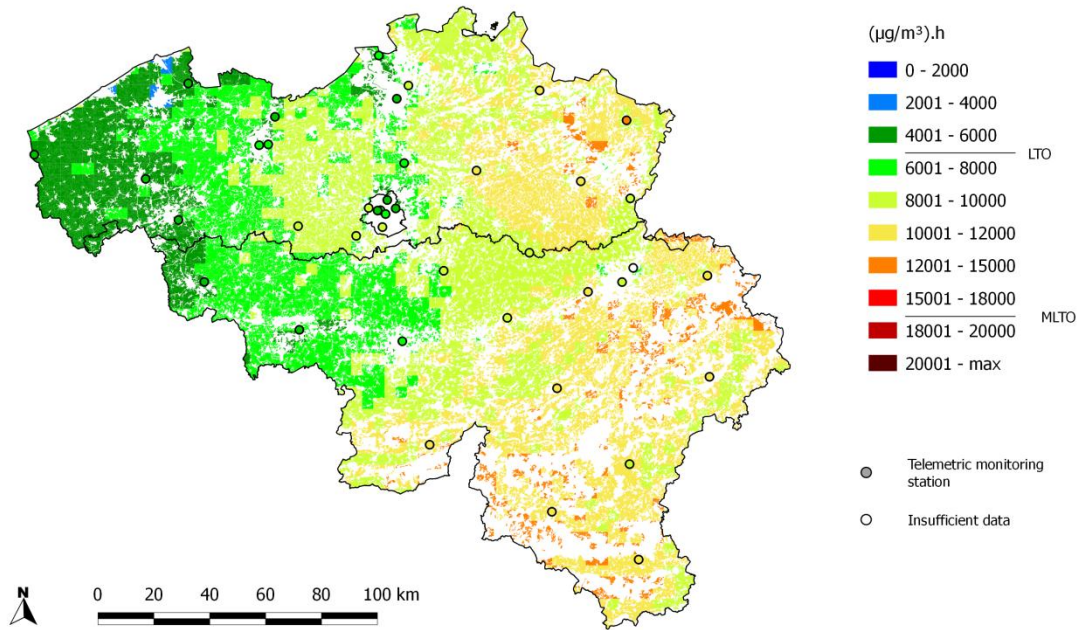 (µg/m³).h
0 - 2000
2001 - 4000
4001 - 6000
LTO
6001 - 8000
8001 - 10000
10001 - 12000
12001 - 15000
15001 - 18000
MLTO
18001 - 20000
20001 - max
Telemetric monitoring
station
Insufficient data
N
0 20 40 60 80 100 km